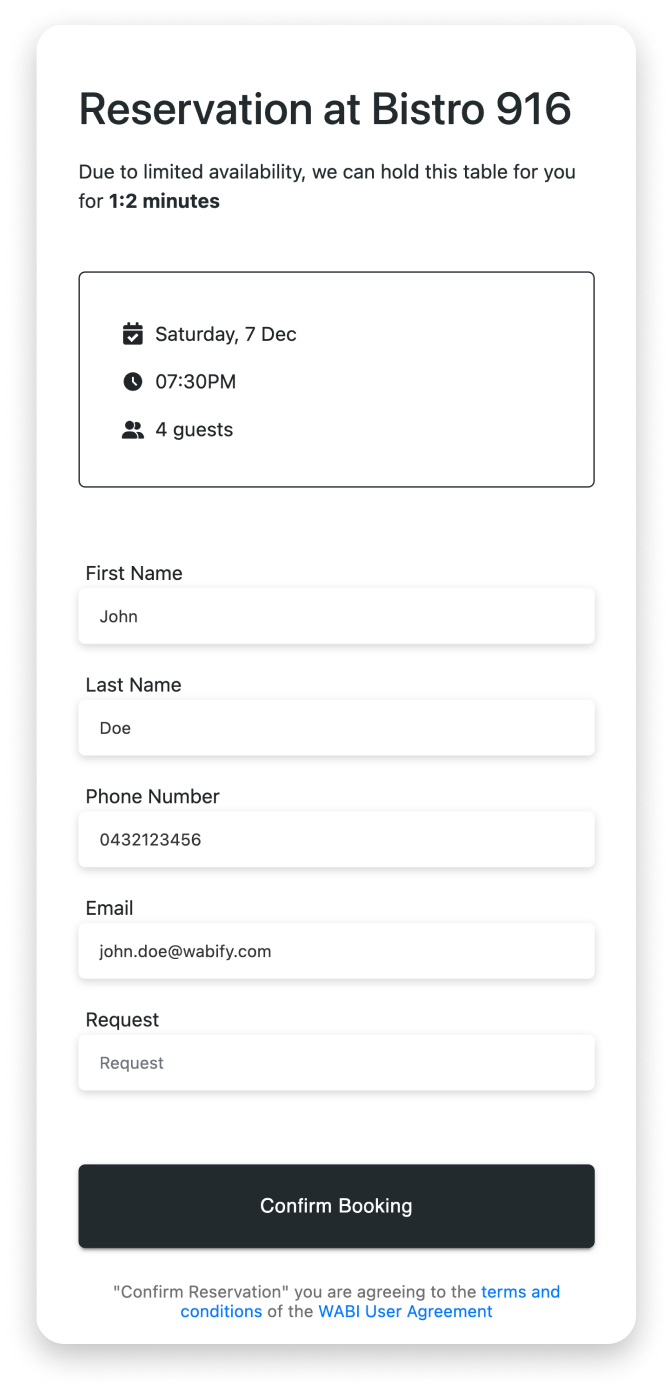 Reservation at Bistro 916
Due to limited availability, we can hold this table for you
for 1:2 minutes
Saturday, 7 Dec
07:30PM
4 guests
First Name
John
Last Name
Doe
Phone Number
0432123456
Email
john.doe@wabify.com
Request
Request
Confirm Booking
"Confirm Reservation" you are agreeing to the terms and
conditions of the WABI User Agreement